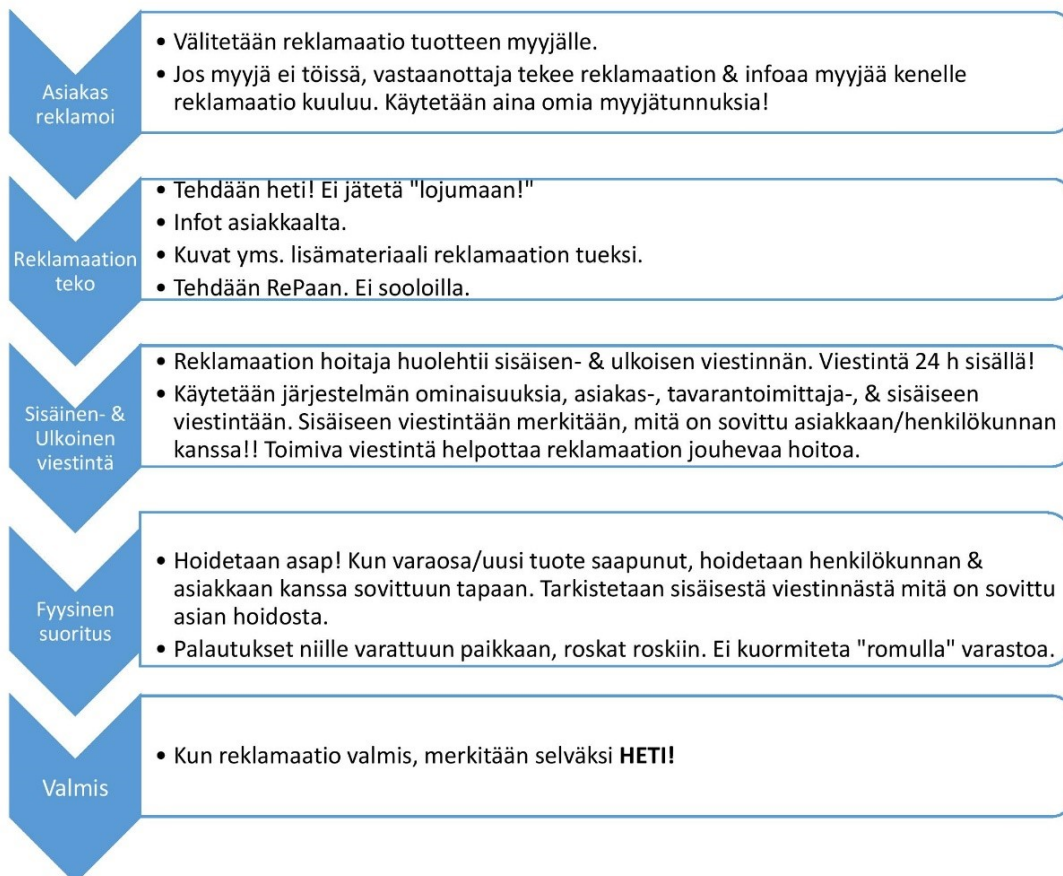 Asiakas
reklamoi
• Välitetään reklamaatio tuotteen myyjälle.
• Jos myyjä ei töissä, vastaanottaja tekee reklamaation & infoaa myyjää kenelle
reklamaatio kuuluu. Käytetään aina omia myyjätunnuksia!
Reklamaation
teko
• Tehdään heti! Ei jätetä "lojumaan!"
• Infot asiakkaalta.
• Kuvat yms. lisämateriaali reklamaation tueksi.
• Tehdään RePaan. Ei sooloilla.
Sisäinen- &
Ulkoinen
viestintä
• Reklamaation hoitaja huolehtii sisäisen- & ulkoisen viestinnän. Viestintä 24 h sisällä!
• Käytetään järjestelmän ominaisuuksia, asiakas-, tavarantoimittaja-, & sisäiseen
viestintään. Sisäiseen viestintään merkitään, mitä on sovittu asiakkaan/henkilökunnan
kanssa!! Toimiva viestintä helpottaa reklamaation jouhevaa hoitoa.
Fyysinen
suoritus
• Hoidetaan asap! Kun varaosa/uusi tuote saapunut, hoidetaan henkilökunnan &
asiakkaan kanssa sovittuun tapaan. Tarkistetaan sisäisestä viestinnästä mitä on sovittu
asian hoidosta.
• Palautukset niille varattuun paikkaan, roskat roskiin. Ei kuormiteta "romulla" varastoa.
Valmis
• Kun reklamaatio valmis, merkitään selväksi HETI!